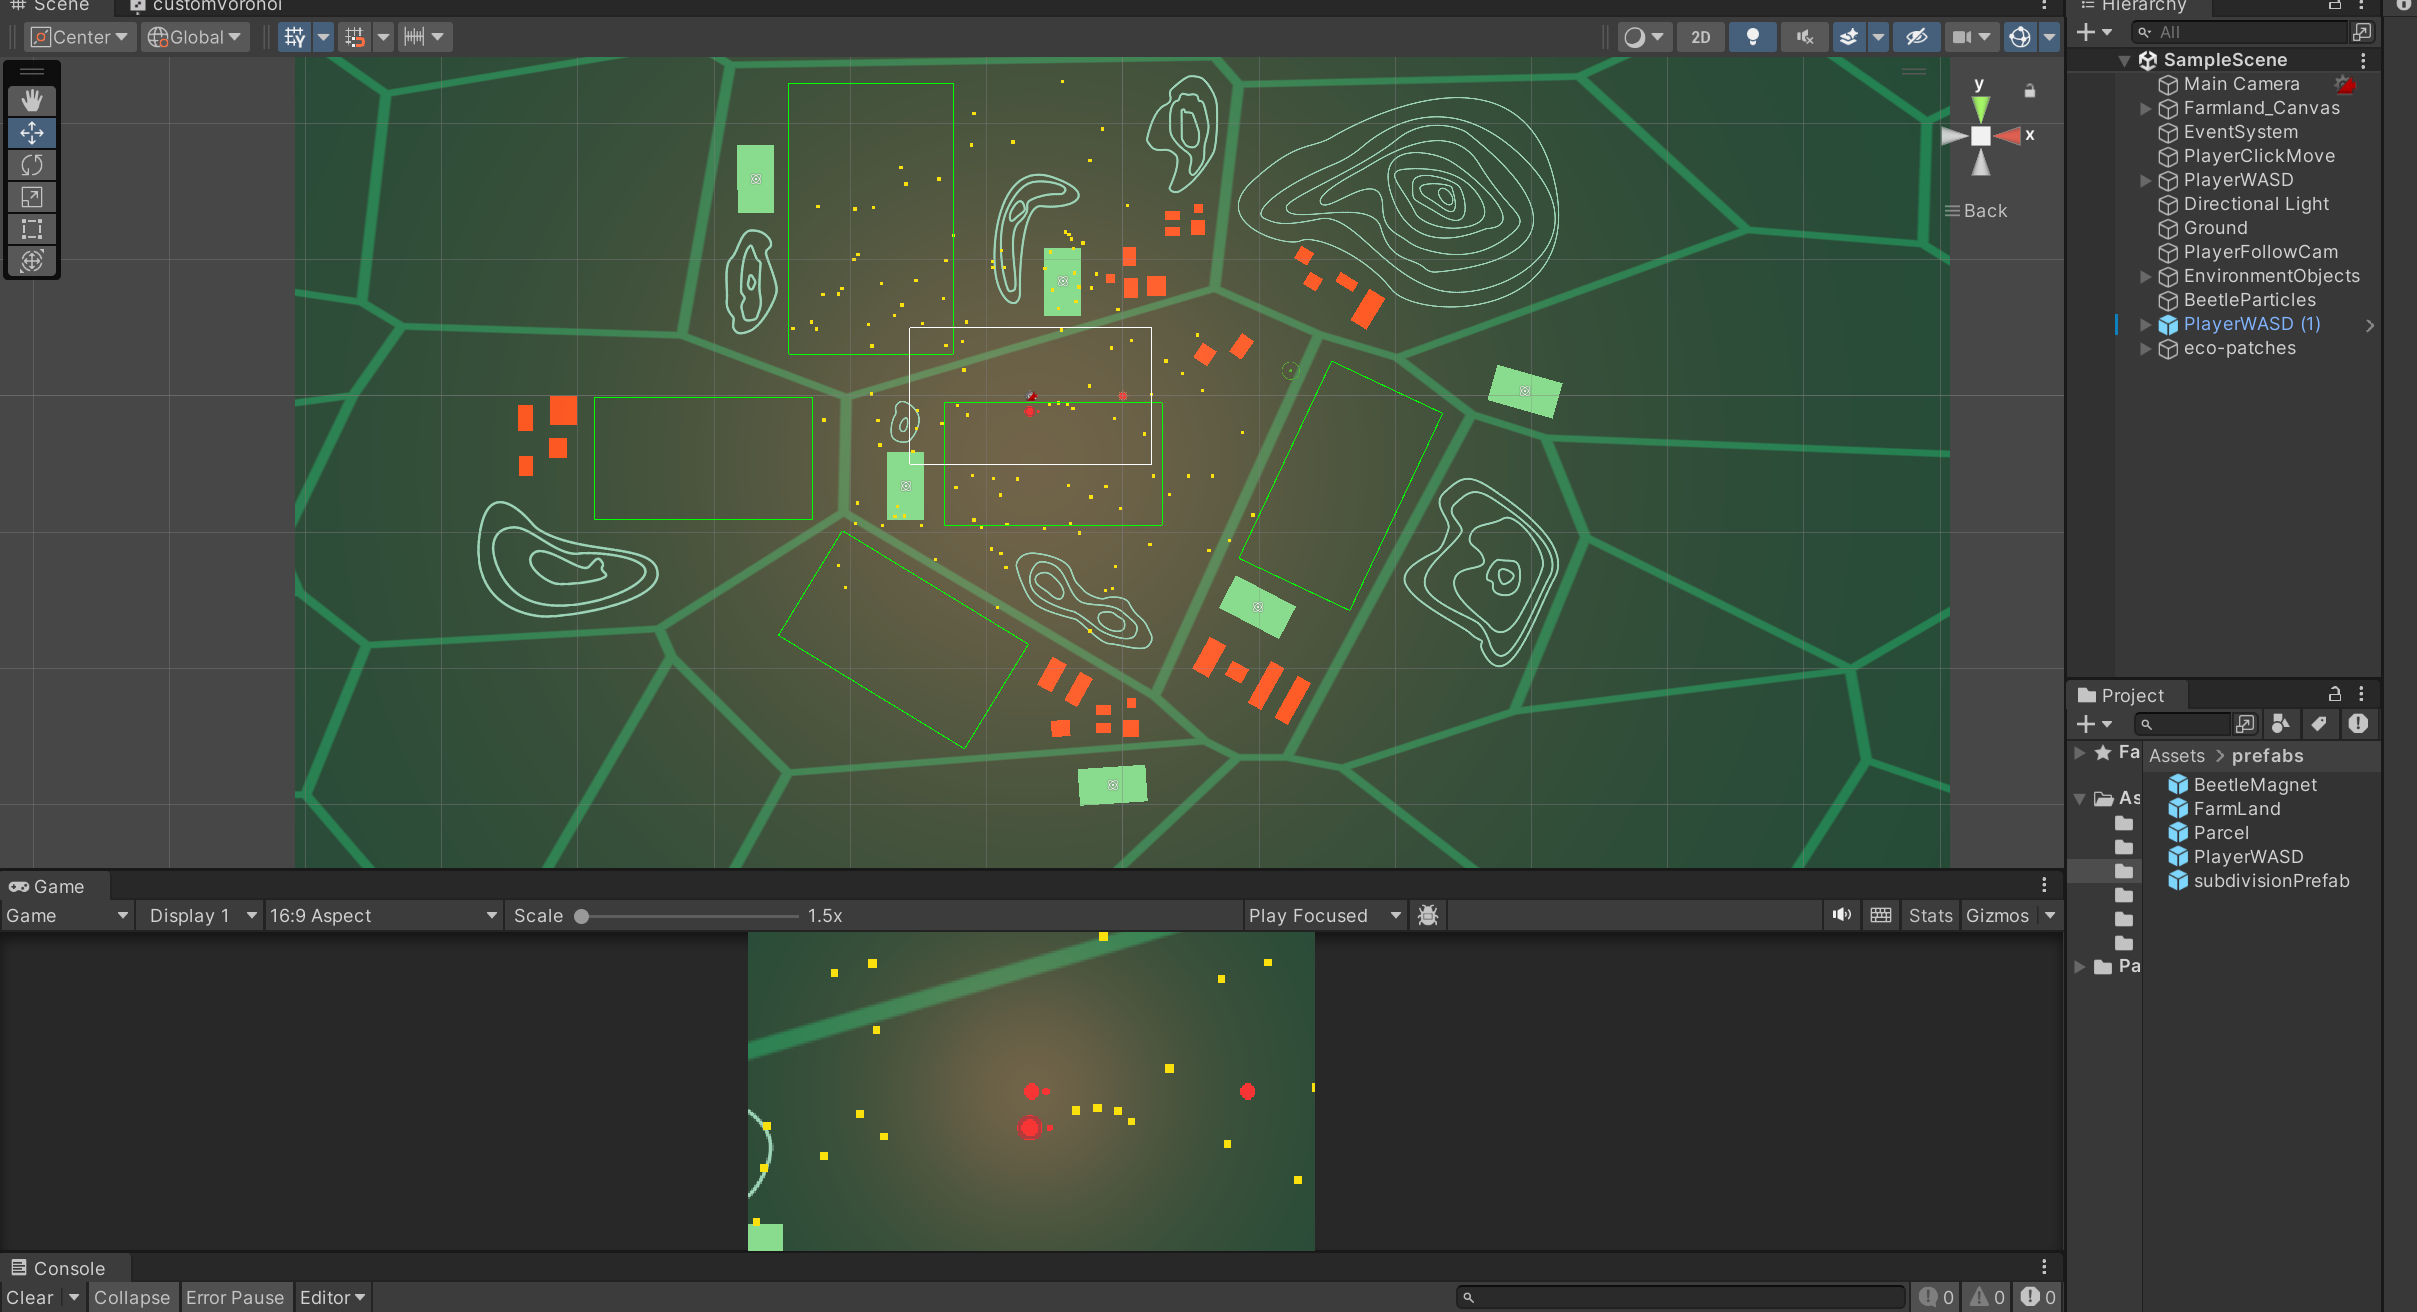 Scene
customVoronoi
Center
Global
2D
y
x
Back
Hierarchy
All
SampleScene
Main Camera
Farmland_Canvas
EventSystem
PlayerClickMove
PlayerWASD
Directional Light
Ground
PlayerFollowCam
EnvironmentObjects
BeetleParticles
PlayerWASD (1)
eco-patches
Project
Fa
As
Pa
Assets > prefabs
BeetleMagnet
FarmLand
Parcel
PlayerWASD
subdivisionPrefab
Game
Game
Display 1
16:9 Aspect
Scale
1.5x
Play Focused
Stats
Gizmos
Console
Clear
Collapse
Error Pause
Editor
0
0
0